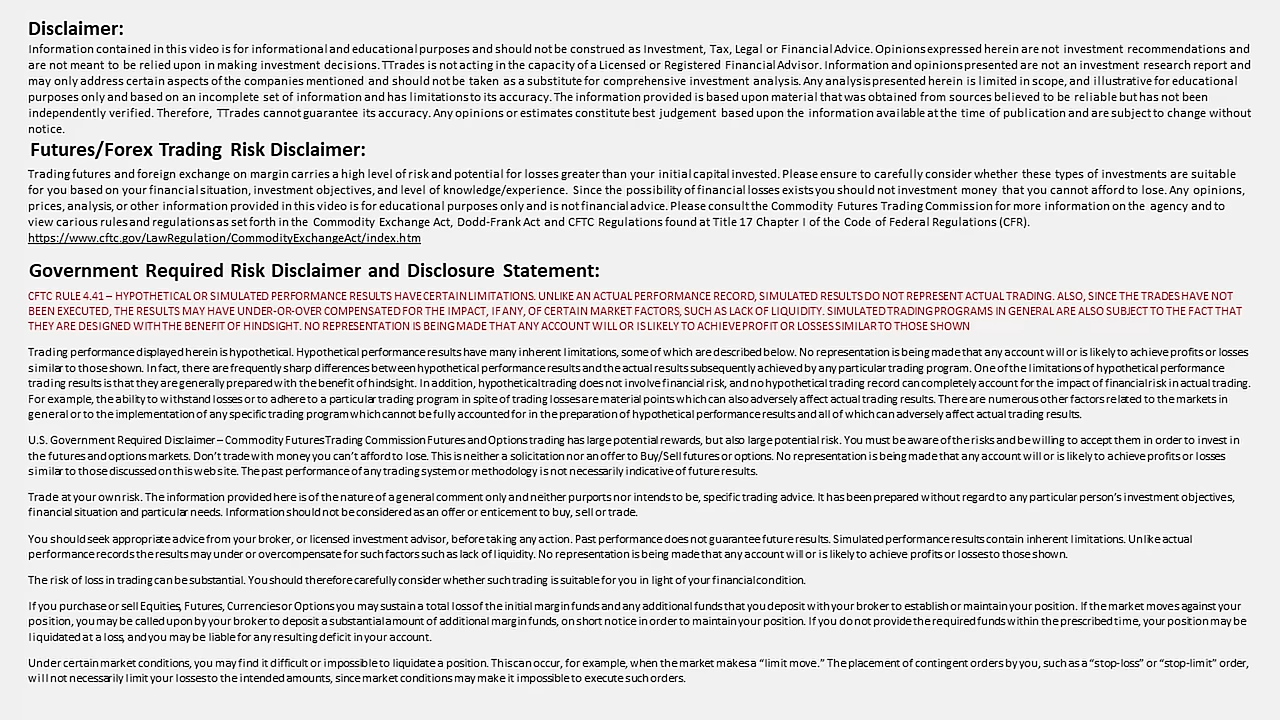 Disclaimer:
Information contained in this video is for informational and educational purposes and should not be construed as Investment, Tax, Legal or Financial Advice. Opinions expressed herein are not investment recommendations and
are not meant to be relied upon in making investment decisions. TTrades is not acting in the capacity of a Licensed or Registered Financial Advisor. Information and opinions presented are not an investment research report and
may only address certain aspects of the companies mentioned and should not be taken as a substitute for comprehensive investment analysis. Any analysis presented herein is limited in scope, and illustrative for educational
purposes only and based on an incomplete set of information and has limitations to its accuracy. The information provided is based upon material that was obtained from sources believed to be reliable but has not been
independently verified. Therefore, TTrades cannot guarantee its accuracy. Any opinions or estimates constitute best judgement based upon the information available at the time of publication and are subject to change without
notice.
Futures/Forex Trading Risk Disclaimer:
Trading futures and foreign exchange on margin carries a high level of risk and potential for losses greater than your initial capital invested. Please ensure to carefully consider whether these types of investments are suitable
for you based on your financial situation, investment objectives, and level of knowledge/experience. Since the possibility of financial losses exists you should not investment money that you cannot afford to lose. Any opinions,
prices, analysis, or other information provided in this video is for educational purposes only and is not financial advice. Please consult the Commodity Futures Trading Commission for more information on the agency and to
view carious rules and regulations as set forth in the Commodity Exchange Act, Dodd-Frank Act and CFTC Regulations found at Title 17 Chapter I of the Code of Federal Regulations (CFR).
https://www.cftc.gov/LawRegulation/CommodityExchangeAct/index.htm
Government Required Risk Disclaimer and Disclosure Statement:
CFTC RULE 4.41 – HYPOTHETICAL OR SIMULATED PERFORMANCE RESULTS HAVE CERTAIN LIMITATIONS. UNLIKE AN ACTUAL PERFORMANCE RECORD, SIMULATED RESULTS DO NOT REPRESENT ACTUAL TRADING. ALSO, SINCE THE TRADES HAVE NOT
BEEN EXECUTED, THE RESULTS MAY HAVE UNDER-OR-OVER COMPENSATED FOR THE IMPACT, IF ANY, OF CERTAIN MARKET FACTORS, SUCH AS LACK OF LIQUIDITY. SIMULATED TRADING PROGRAMS IN GENERAL ARE ALSO SUBJECT TO THE FACT THAT
THEY ARE DESIGNED WITH THE BENEFIT OF HINDSIGHT. NO REPRESENTATION IS BEING MADE THAT ANY ACCOUNT WILL OR IS LIKELY TO ACHIEVE PROFIT OR LOSSES SIMILAR TO THOSE SHOWN
Trading performance displayed herein is hypothetical. Hypothetical performance results have many inherent limitations, some of which are described below. No representation is being made that any account will or is likely to achieve profits or losses
similar to those shown. In fact, there are frequently sharp differences between hypothetical performance results and the actual results subsequently achieved by any particular trading program. One of the limitations of hypothetical performance
trading results is that they are generally prepared with the benefit of hindsight. In addition, hypothetical trading does not involve financial risk, and no hypothetical trading record can completely account for the impact of financial risk in actual trading.
For example, the ability to withstand losses or to adhere to a particular trading program in spite of trading losses are material points which can also adversely affect actual trading results. There are numerous other factors related to the markets in
general or to the implementation of any specific trading program which cannot be fully accounted for in the preparation of hypothetical performance results and all of which can adversely affect actual trading results.
U.S. Government Required Disclaimer – Commodity Futures Trading Commission Futures and Options trading has large potential rewards, but also large potential risk. You must be aware of the risks and be willing to accept them in order to invest in
the futures and options markets. Don't trade with money you can't afford to lose. This is neither a solicitation nor an offer to Buy/Sell futures or options. No representation is being made that any account will or is likely to achieve profits or losses
similar to those discussed on this web site. The past performance of any trading system or methodology is not necessarily indicative of future results.
Trade at your own risk. The information provided here is of the nature of a general comment only and neither purports nor intends to be, specific trading advice. It has been prepared without regard to any particular person's investment objectives,
financial situation and particular needs. Information should not be considered as an offer or enticement to buy, sell or trade.
You should seek appropriate advice from your broker, or licensed investment advisor, before taking any action. Past performance does not guarantee future results. Simulated performance results contain inherent limitations. Unlike actual
performance records the results may under or overcompensate for such factors such as lack of liquidity. No representation is being made that any account will or is likely to achieve profits or losses to those shown.
The risk of loss in trading can be substantial. You should therefore carefully consider whether such trading is suitable for you in light of your financial condition.
If you purchase or sell Equities, Futures, Currencies or Options you may sustain a total loss of the initial margin funds and any additional funds that you deposit with your broker to establish or maintain your position. If the market moves against your
position, you may be called upon by your broker to deposit a substantial amount of additional margin funds, on short notice in order to maintain your position. If you do not provide the required funds within the prescribed time, your position may be
liquidated at a loss, and you may be liable for any resulting deficit in your account.
Under certain market conditions, you may find it difficult or impossible to liquidate a position. This can occur, for example, when the market makes a “limit move.” The placement of contingent orders by you, such as a “stop-loss” or “stop-limit” order,
will not necessarily limit your losses to the intended amounts, since market conditions may make it impossible to execute such orders.